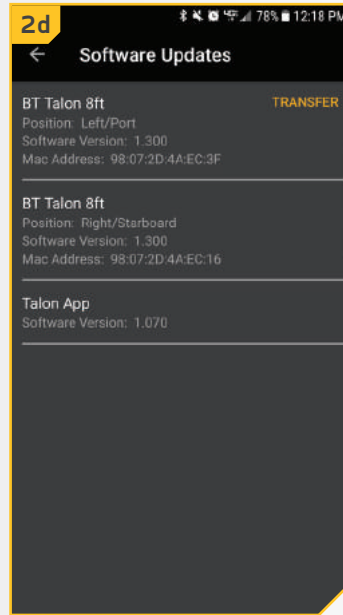 2d
78% 12:18 PM
Software Updates
BT Talon 8ft TRANSFER
Position: Left/Port
Software Version: 1.300
Mac Address: 98:07:2D:4A:EC:3F
BT Talon 8ft
Position: Right/Starboard
Software Version: 1.300
Mac Address: 98:07:2D:4A:EC:16
Talon App
Software Version: 1.070